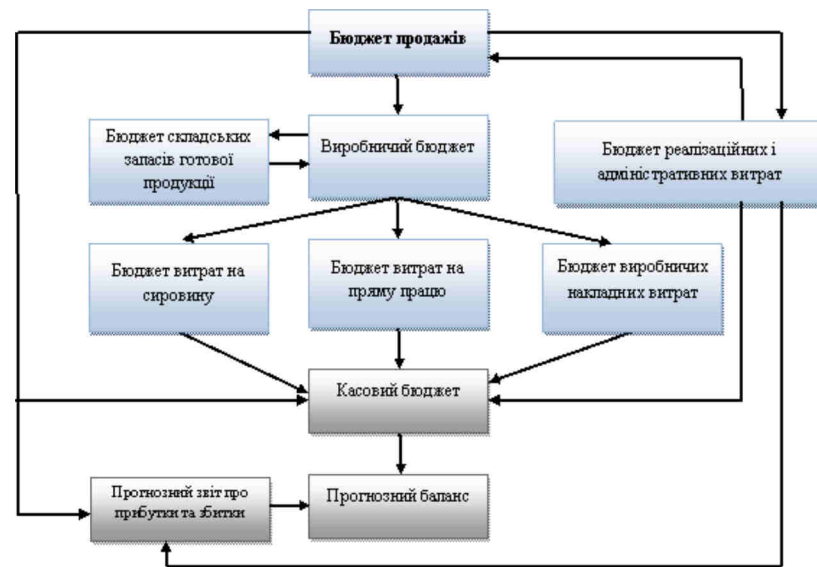 Бюджет продажів
Бюджет складських
запасів готової
продукції
Виробничий бюджет
Бюджет реалізаційних і
адміністративних витрат
Бюджет витрат на
сировину
Бюджет витрат на
пряму працю
Бюджет виробничих
накладних витрат
Касовий бюджет
Прогнозний звіт про
прибутки та збитки
Прогнозний баланс